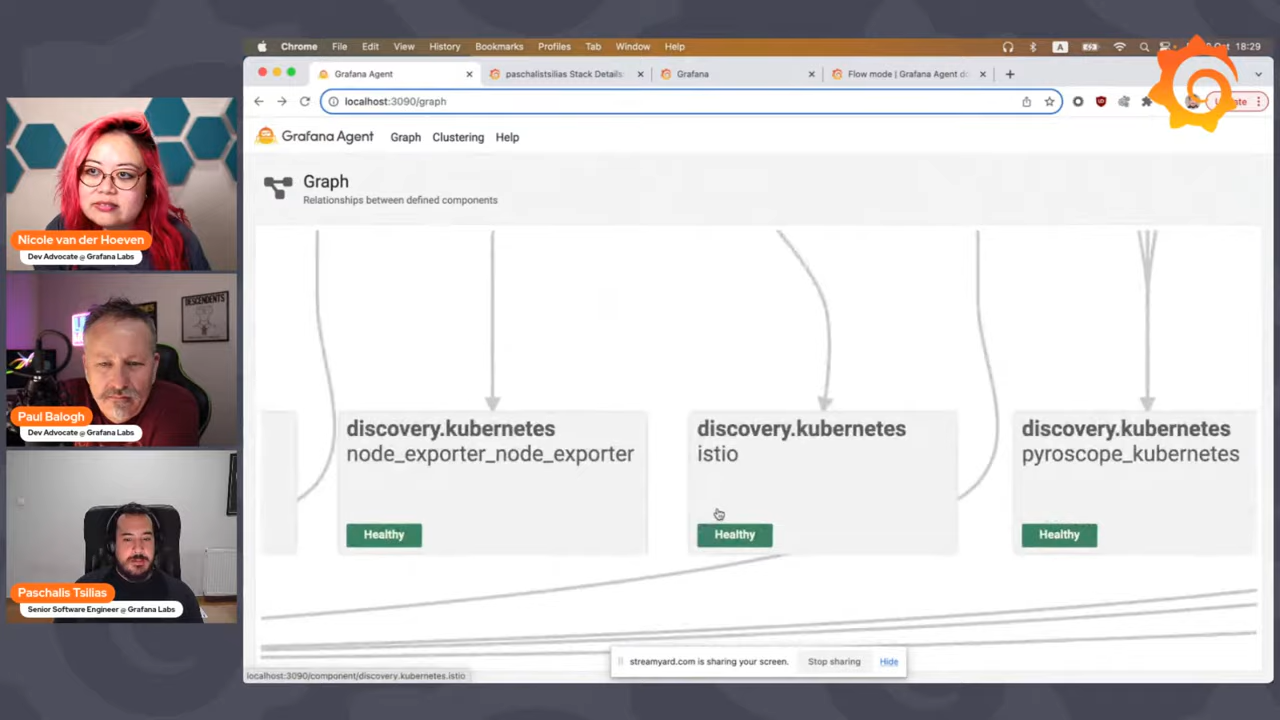 Chrome File Edit View History Bookmarks Profiles Tab Window Help
A
18:29
Grafana Agent
paschalistsilias Stack Details
Grafana
Flow mode | Grafana Agent do
localhost:3090/graph
Grafana Agent
Graph Clustering Help
Graph
Relationships between defined components
discovery.kubernetes
node_exporter_node_exporter
Healthy
discovery.kubernetes
istio
Healthy
discovery.kubernetes
pyroscope_kubernetes
Healthy
streamyard.com is sharing your screen. Stop sharing Hide
localhost:3090/component/discovery.kubernetes.istio
Nicole van der Hoeven
Dev Advocate @ Grafana Labs
DESCENDENTS
Paul Balogh
Dev Advocate @ Grafana Labs
Paschalis Tsilias
Senior Software Engineer @ Grafana Labs